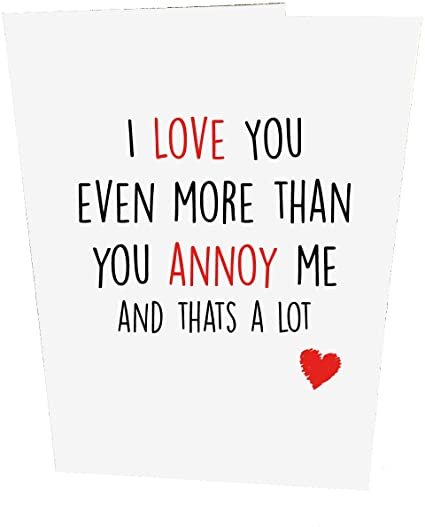 I LOVE YOU
EVEN MORE THAN
YOU ANNOY ME
AND THATS A LOT